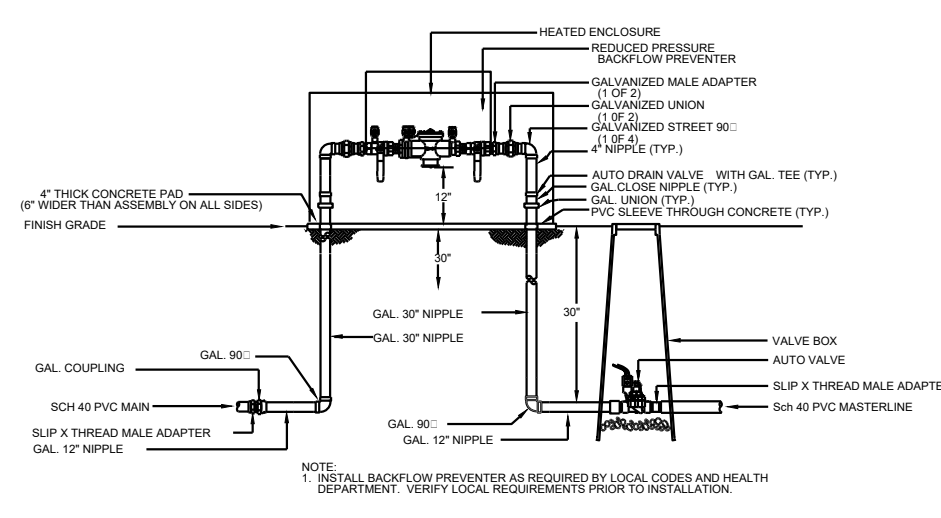 HEATED ENCLOSURE
REDUCED PRESSURE
BACKFLOW PREVENTER
GALVANIZED MALE ADAPTER
(1 OF 2)
GALVANIZED UNION
(1 0F 2)
GALVANIZED STREET 90□
(1 OF 4)
4" NIPPLE (TYP.)
AUTO DRAIN VALVE WITH GAL. TEE (TYP.)
GAL.CLOSE NIPPLE (TYP.)
GAL. UNION (TYP.)
PVC SLEEVE THROUGH CONCRETE (TYP.)
4" THICK CONCRETE PAD
(6" WIDER THAN ASSEMBLY ON ALL SIDES)
FINISH GRADE
12"
30"
30"
GAL. 30" NIPPLE
GAL. 30" NIPPLE
GAL. 90□
GAL. COUPLING
SCH 40 PVC MAIN
SLIP X THREAD MALE ADAPTER
GAL. 12" NIPPLE
GAL. 90□
GAL. 12" NIPPLE
VALVE BOX
AUTO VALVE
SLIP X THREAD MALE ADAPTE
Sch 40 PVC MASTERLINE
NOTE:
1. INSTALL BACKFLOW PREVENTER AS REQUIRED BY LOCAL CODES AND HEALTH
DEPARTMENT. VERIFY LOCAL REQUIREMENTS PRIOR TO INSTALLATION.